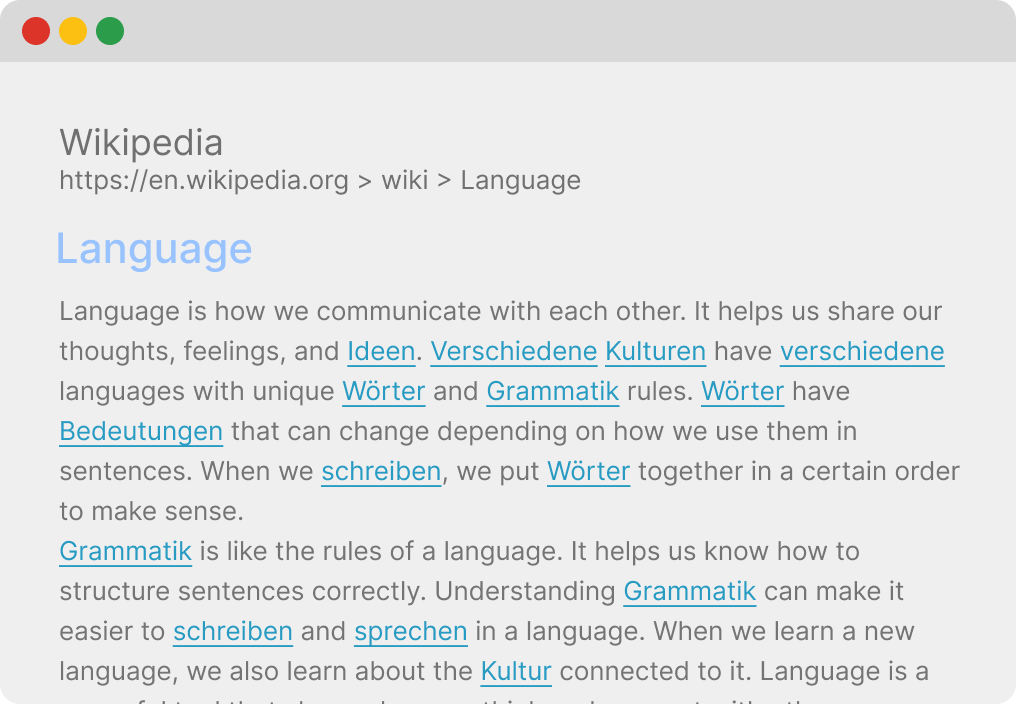 Wikipedia
https://en.wikipedia.org > wiki > Language
Language
Language is how we communicate with each other. It helps us share our
thoughts, feelings, and Ideen. Verschiedene Kulturen have verschiedene
languages with unique Wörter and Grammatik rules. Wörter have
Bedeutungen that can change depending on how we use them in
sentences. When we schreiben, we put Wörter together in a certain order
to make sense.
Grammatik is like the rules of a language. It helps us know how to
structure sentences correctly. Understanding Grammatik can make it
easier to schreiben and sprechen in a language. When we learn a new
language, we also learn about the Kultur connected to it. Language is a